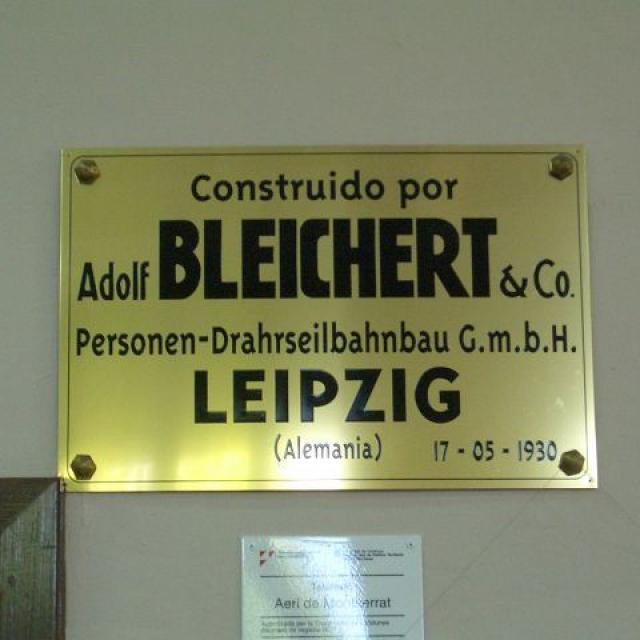 Construido por
Adolf BLEICHERT & Co.
Personen-Drahrseilbahnbau G.m.b.H.
LEIPZIG
(Alemania) 17 - 05 - 1930
Aeri de Montserrat